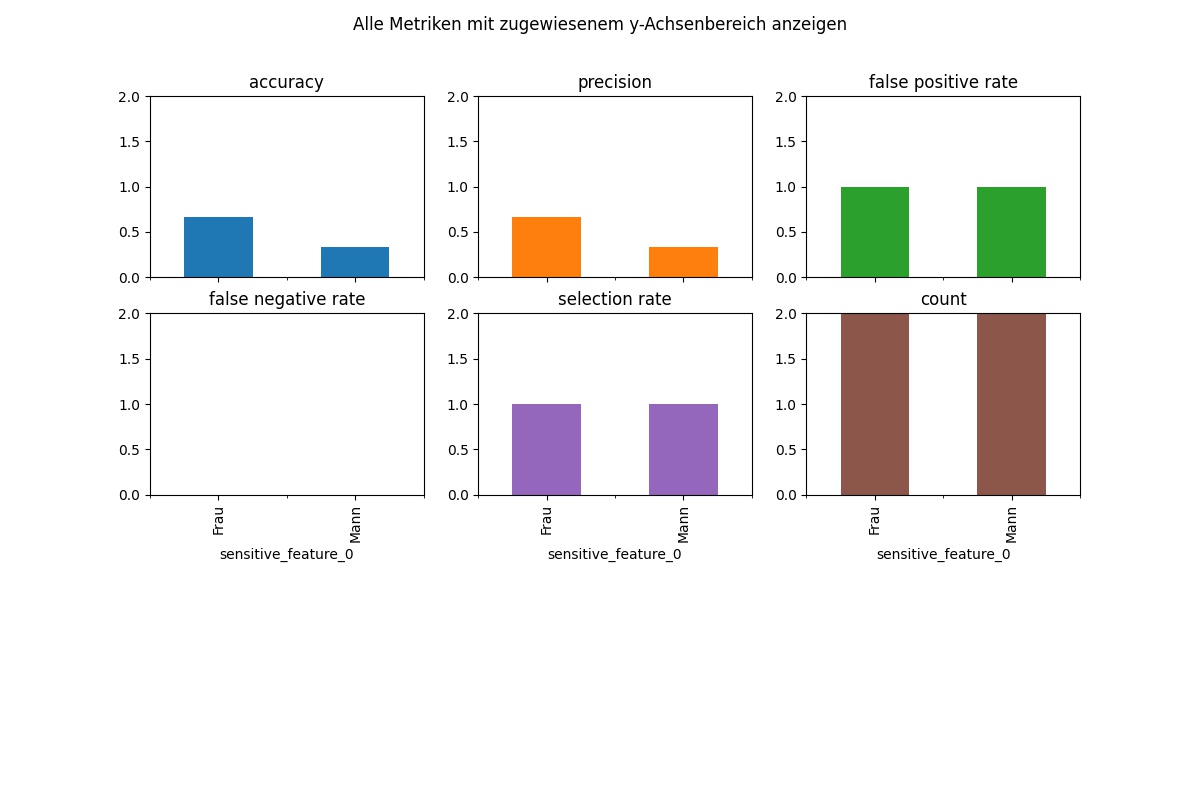 Alle Metriken mit zugewiesenem y-Achsenbereich anzeigen
accuracy
2.0
1.5
1.0
0.5
0.0
precision
2.0
1.5
1.0
0.5
0.0
false positive rate
2.0
1.5
1.0
0.5
0.0
false negative rate
2.0
1.5
1.0
0.5
0.0
Frau
Mann
sensitive_feature_0
selection rate
2.0
1.5
1.0
0.5
0.0
Frau
Mann
sensitive_feature_0
count
2.0
1.5
1.0
0.5
0.0
Frau
Mann
sensitive_feature_0